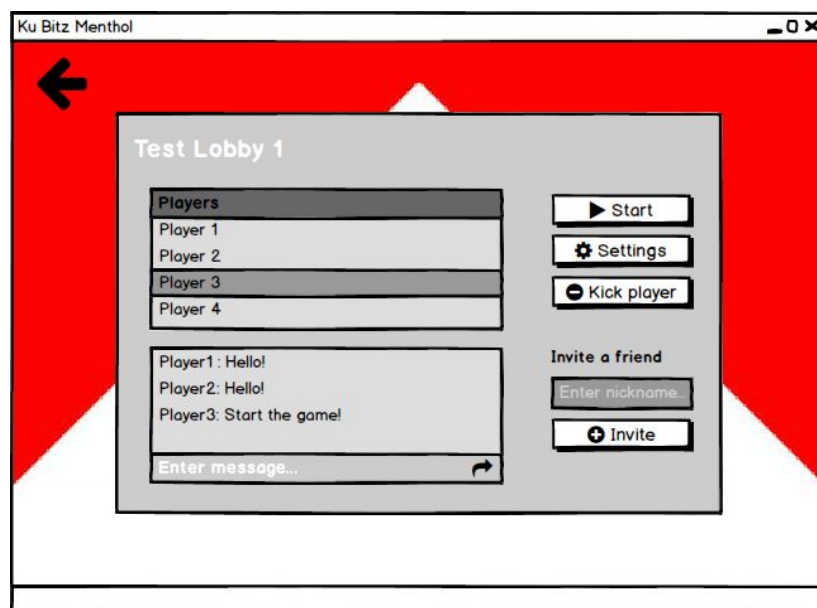 Ku Bitz Menthol
Test Lobby 1
Players
Player 1
Player 2
Player 3
Player 4
Player1: Hello!
Player2: Hello!
Player3: Start the game!
Enter message...
Start
Settings
Kick player
Invite a friend
Enter nickname...
Invite